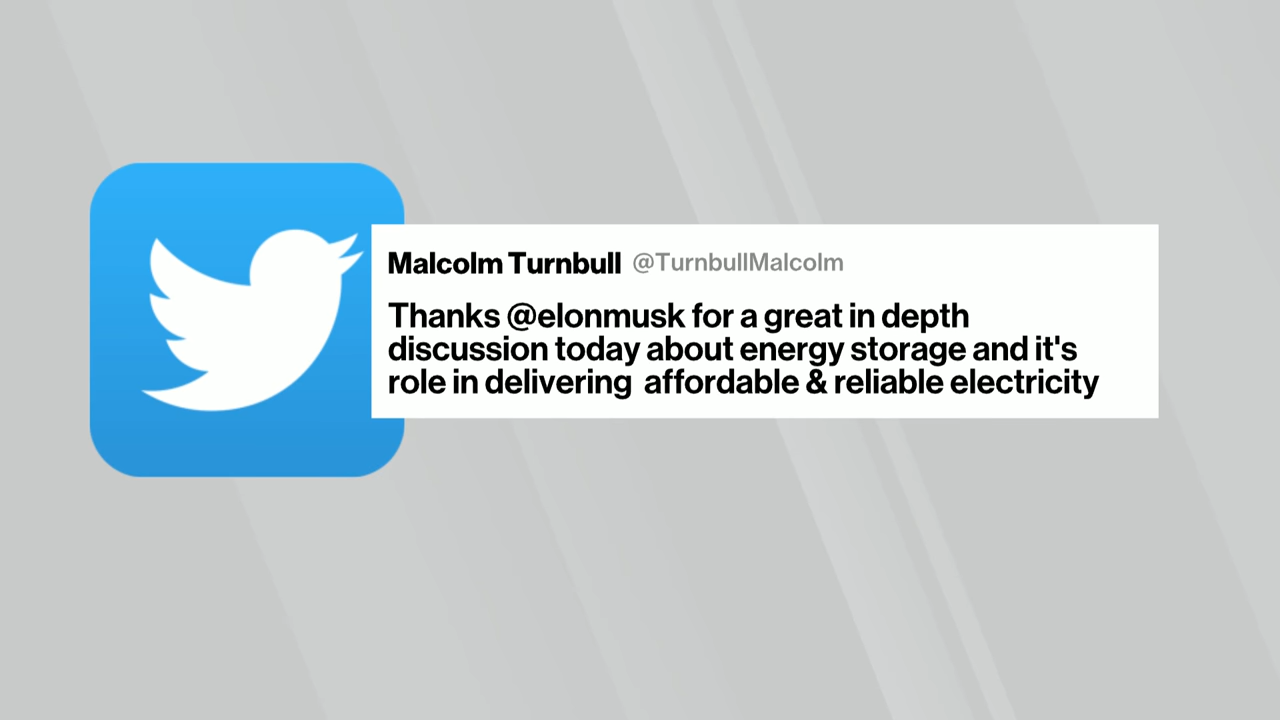 Malcolm Turnbull @TurnbullMalcolm
Thanks @elonmusk for a great in depth
discussion today about energy storage and it's
role in delivering  affordable & reliable electricity